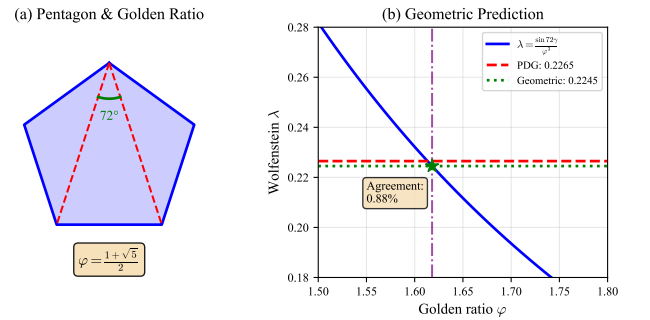 (a) Pentagon & Golden Ratio
72°
φ = (1 + √5) / 2
(b) Geometric Prediction
λ = sin 72γ / φ³
PDG: 0.2265
Geometric: 0.2245
Agreement:
0.88%
Wolfenstein λ
0.28
0.26
0.24
0.22
0.20
0.18
1.50
1.55
1.60
1.65
1.70
1.75
1.80
Golden ratio φ